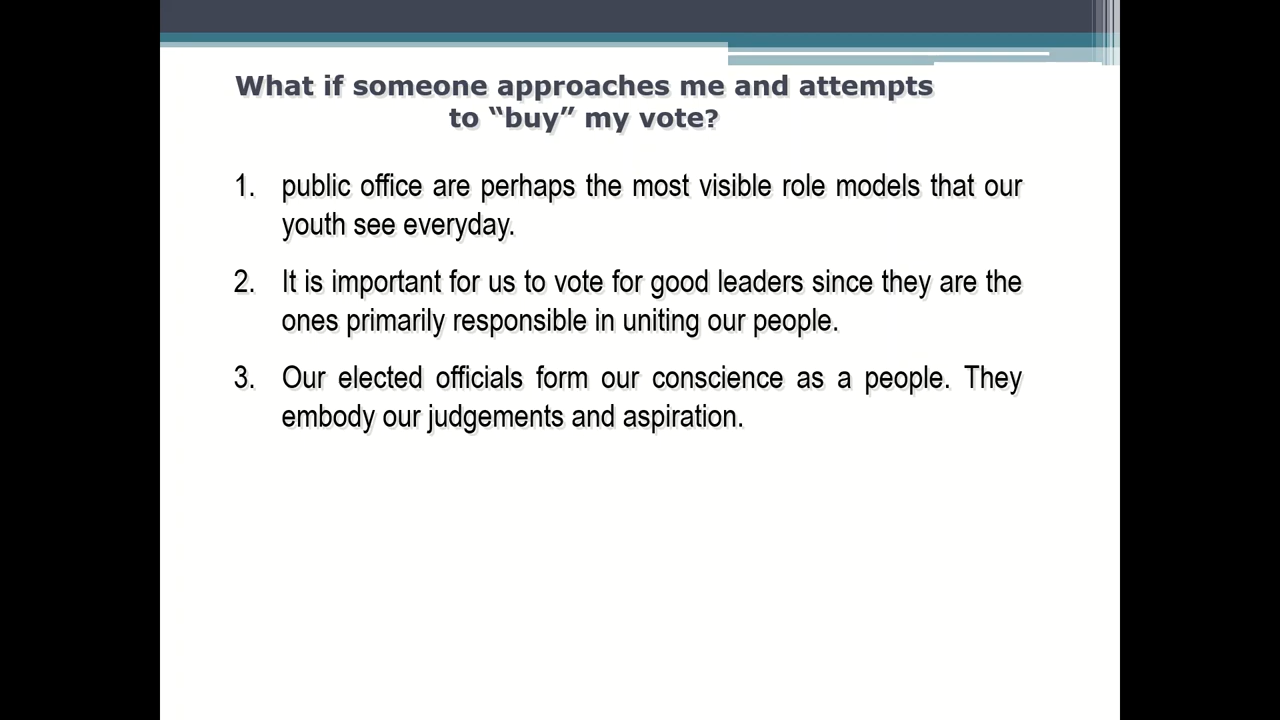 What if someone approaches me and attempts
to “buy” my vote?
1. public office are perhaps the most visible role models that our
youth see everyday.
2. It is important for us to vote for good leaders since they are the
ones primarily responsible in uniting our people.
3. Our elected officials form our conscience as a people. They
embody our judgements and aspiration.